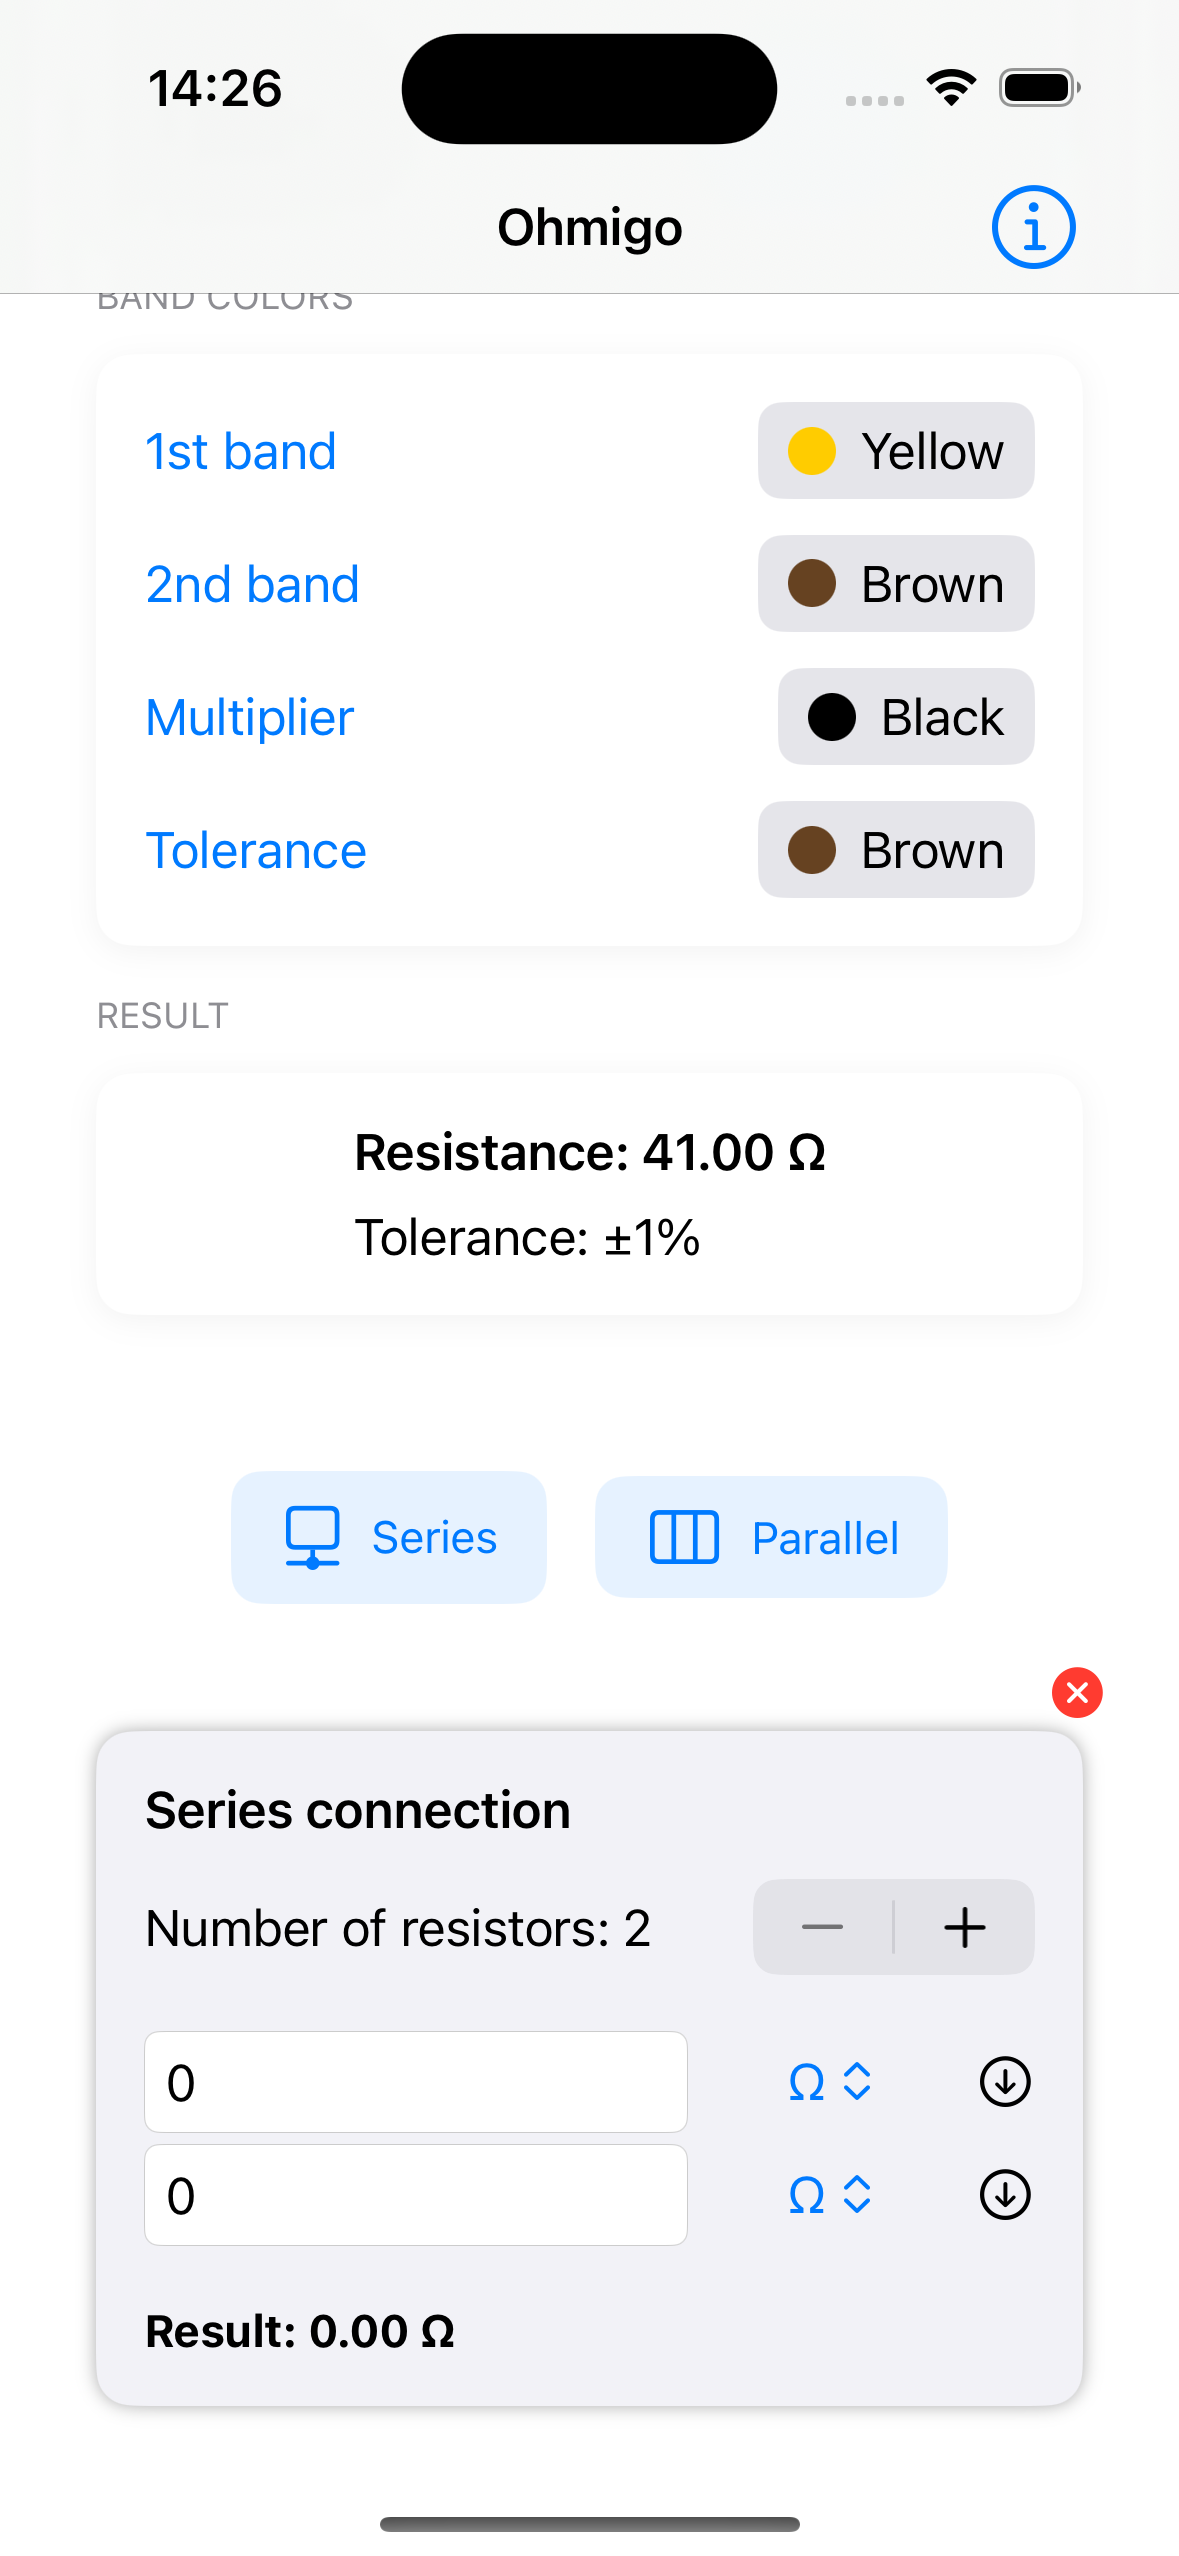 14:26
Ohmigo
BAND COLORS
1st band
Yellow
2nd band
Brown
Multiplier
Black
Tolerance
Brown
RESULT
Resistance: 41.00 Ω
Tolerance: ±1%
Series
Parallel
Series connection
Number of resistors: 2
0
Ω
0
Ω
Result: 0.00 Ω